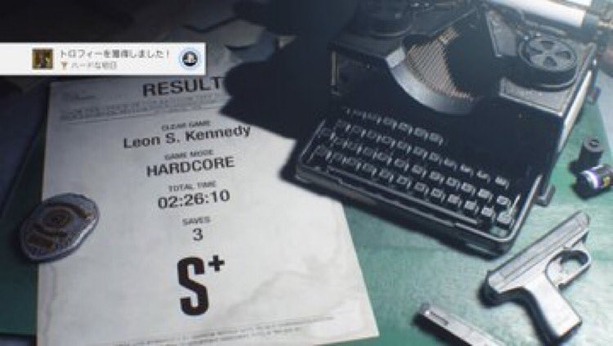 トロフィーを獲得しました!
ハードな初日
RESULT
CLEAR GAME
Leon S. Kennedy
GAME MODE
HARDCORE
TOTAL TIME
02:26:10
SAVES
3
S+